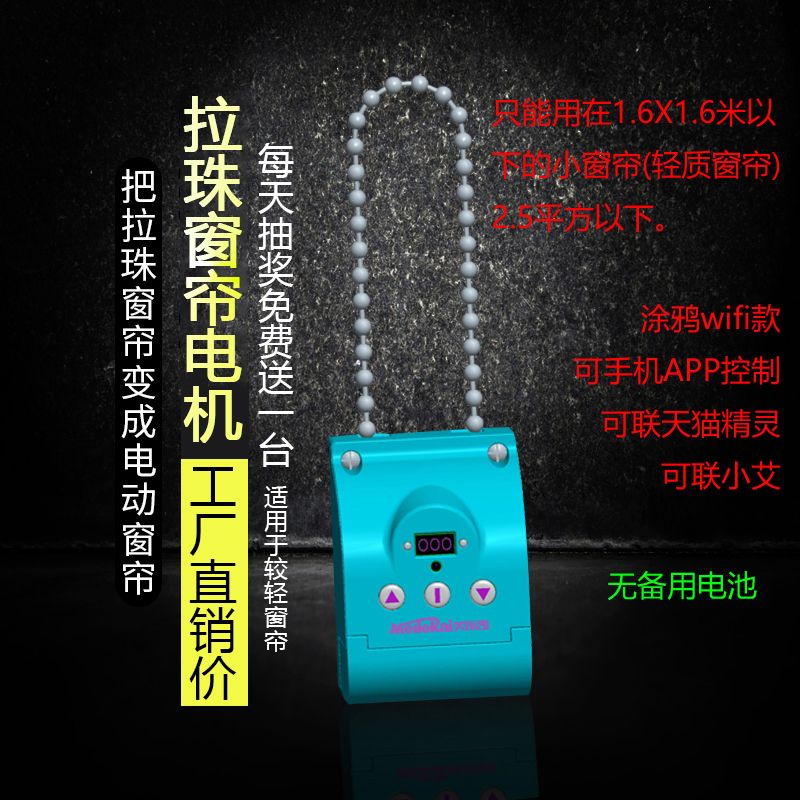 把拉珠窗帘变成电动窗帘
拉珠窗帘电机
工厂直销价
每天抽奖免费送一台
适用于较轻窗帘
只能用在1.6X1.6米以
下的小窗帘(轻质窗帘)
2.5平方以下。
涂鸦wifi款
可手机APP控制
可联天猫精灵
可联小艾
无备用电池
000